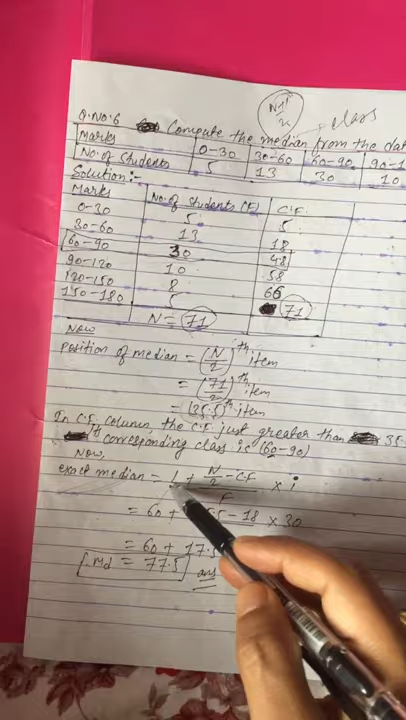 N+1
2
class
Q.No.6 Compute the median from the dat
Marks 0-30 30-60 60-90 90-1
No. of Students 5 13 30 10
Solution:-
Marks No. of Students (F) C.F.
0-30 5 5
30-60 13 18
60-90 30 48
90-120 10 58
120-150 8 66
150-180 5 71
N = 71
Now
position of median = (N/2)th item
= (71/2)th item
= (35.5)th item
In C.F. column, the C.F. just greater than 35.
corresponding class is (60-90)
Now,
exact median = l + N/2 - C.F / F × i
= 60 + - 18 × 30
= 60 + 17.5
Md = 77.5 ans